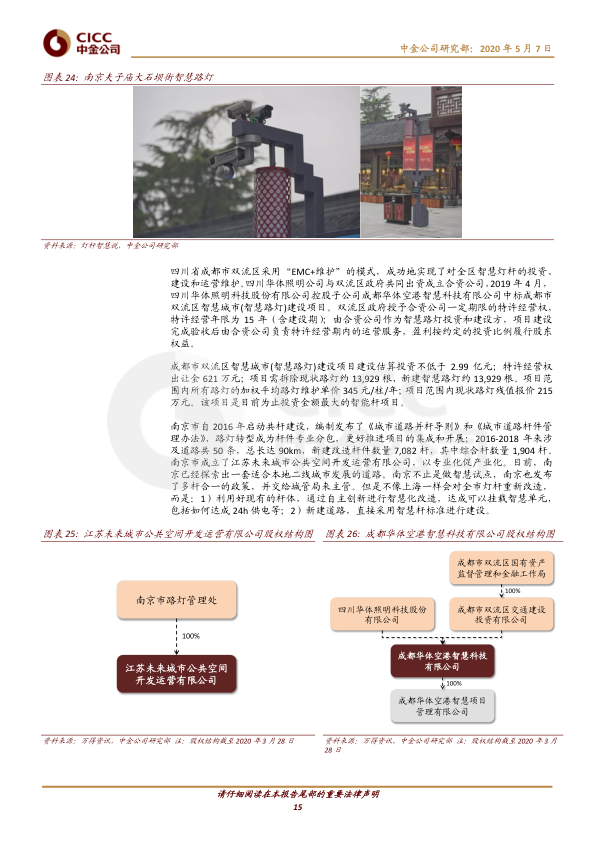 CICC
中金公司
中金公司研究部：2020 年 5 月 7 日
图表 24: 南京夫子庙大石坝街智慧路灯
资料来源：灯杆智慧说，中金公司研究部
四川省成都市双流区采用“EMC+维护”的模式，成功地实现了对全区智慧灯杆的投资、
建设和运营维护。四川华体照明公司与双流区政府共同出资成立合资公司，2019 年 4 月，
四川华体照明科技股份有限公司控股子公司成都华体空港智慧科技有限公司中标成都市
双流区智慧城市(智慧路灯)建设项目。双流区政府授予合资公司一定期限的特许经营权，
特许经营年限为 15 年（含建设期）；由合资公司作为智慧路灯投资和建设方，项目建设
完成验收后由合资公司负责特许经营期内的运营服务，盈利按约定的投资比例履行股东
权益。
成都市双流区智慧城市(智慧路灯)建设项目建设估算投资不低于 2.99 亿元；特许经营权
出让金 621 万元；项目需拆除现状路灯约 13,929 根，新建智慧路灯约 13,929 根。项目范
围内所有路灯的加权平均路灯维护单价 345 元/柱/年；项目范围内现状路灯残值报价 215
万元。该项目是目前为止投资金额最大的智能杆项目。
南京市自 2016 年启动共杆建设，编制发布了《城市道路并杆导则》和《城市道路杆件管
理办法》，路灯转型成为杆件专业分包，更好推进项目的集成和开展；2016-2018 年来涉
及道路共 50 条，总长达 90km，新建改造杆件数量 7,082 杆，其中综合杆数量 1,904 杆。
南京市成立了江苏未来城市公共空间开发运营有限公司，以专业化促产业化。目前，南
京已经探索出一套适合本地二线城市发展的道路。南京不止是做智慧试点，南京也发布
了多杆合一的政策，并交给城管局来主管。但是不像上海一样会对全市灯杆重新改造，
而是：1）利用好现有的杆体，通过自主创新进行智慧化改造，达成可以挂载智慧单元，
包括如何达成 24h 供电等；2）新建道路，直接采用智慧杆标准进行建设。
图表 25: 江苏未来城市公共空间开发运营有限公司股权结构图
图表 26: 成都华体空港智慧科技有限公司股权结构图
南京市路灯管理处
100%
江苏未来城市公共空间
开发运营有限公司
成都市双流区国有资产
监督管理和金融工作局
100%
四川华体照明科技股份
有限公司
成都市双流区交通建设
投资有限公司
成都华体空港智慧科技
有限公司
100%
成都华体空港智慧项目
管理有限公司
资料来源：万得资讯，中金公司研究部 注：股权结构截至 2020 年 3 月 28 日
资料来源：万得资讯，中金公司研究部 注：股权结构截至 2020 年 3 月
28 日
请仔细阅读在本报告尾部的重要法律声明
15